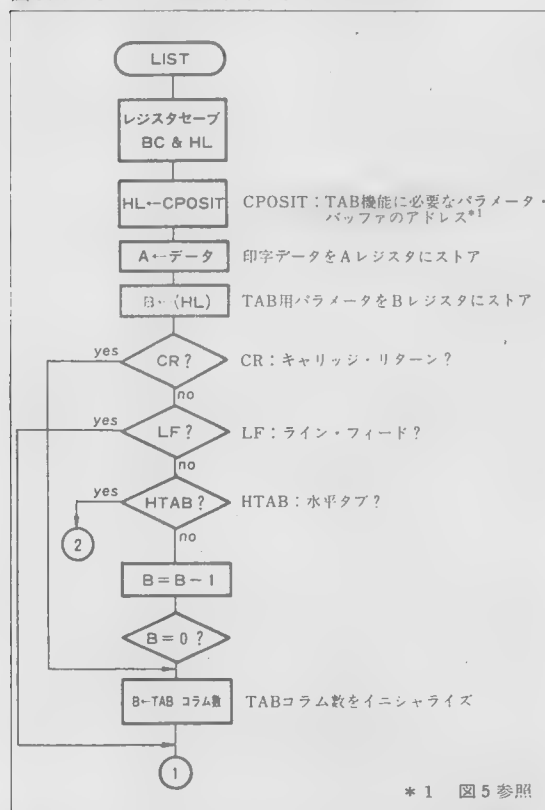 LIST
レジスタセーブ
BC & HL
HL←CPOSIT
CPOSIT：TAB機能に必要なパラメータ・
バッファのアドレス*1
A←データ
印字データをAレジスタにストア
B←(HL)
TAB用パラメータをBレジスタにストア
yes
CR？
CR：キャリッジ・リターン？
no
yes
LF？
LF：ライン・フィード？
no
yes
HTAB？
HTAB：水平タブ？
2
no
B＝B－1
B＝0？
B←TAB コラム数
TABコラム数をイニシャライズ
1
＊1 図5参照